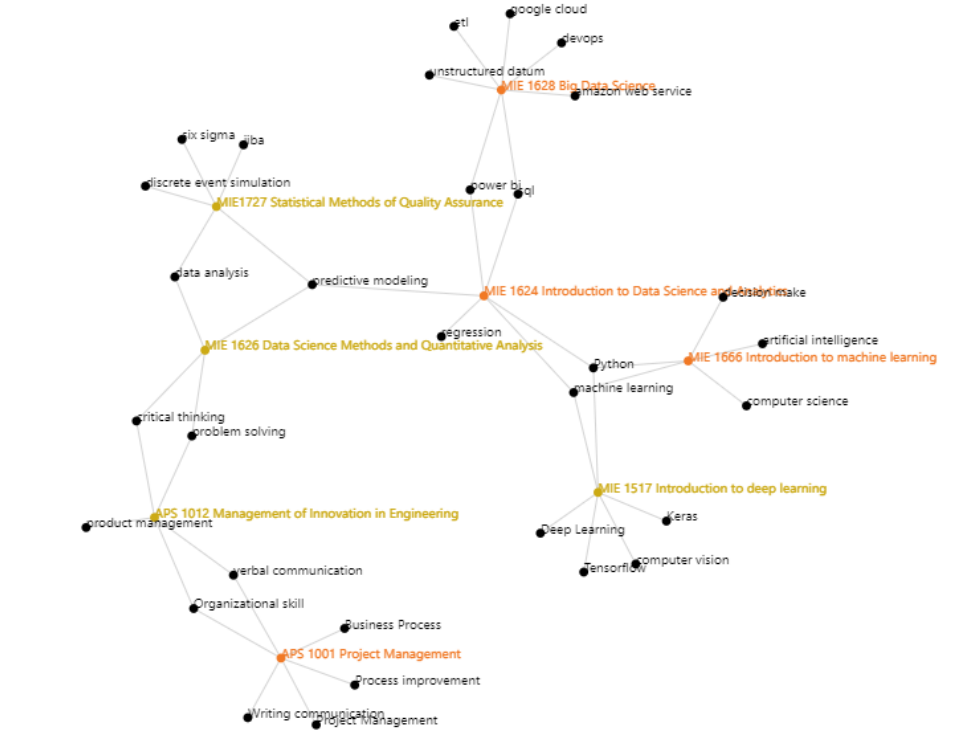 google cloud
etl
devops
unstructured datum
MIE 1628 Big Data Science
amazon web service
six sigma
iiba
discrete event simulation
power bi
sql
MIE1727 Statistical Methods of Quality Assurance
data analysis
predictive modeling
MIE 1624 Introduction to Data Science and Analytics
decision make
regression
artificial intelligence
MIE 1626 Data Science Methods and Quantitative Analysis
MIE 1666 Introduction to machine learning
Python
machine learning
computer science
critical thinking
problem solving
MIE 1517 Introduction to deep learning
APS 1012 Management of Innovation in Engineering
product management
Keras
Deep Learning
computer vision
Tensorflow
verbal communication
Organizational skill
Business Process
APS 1001 Project Management
Process improvement
Writing communication
Project Management